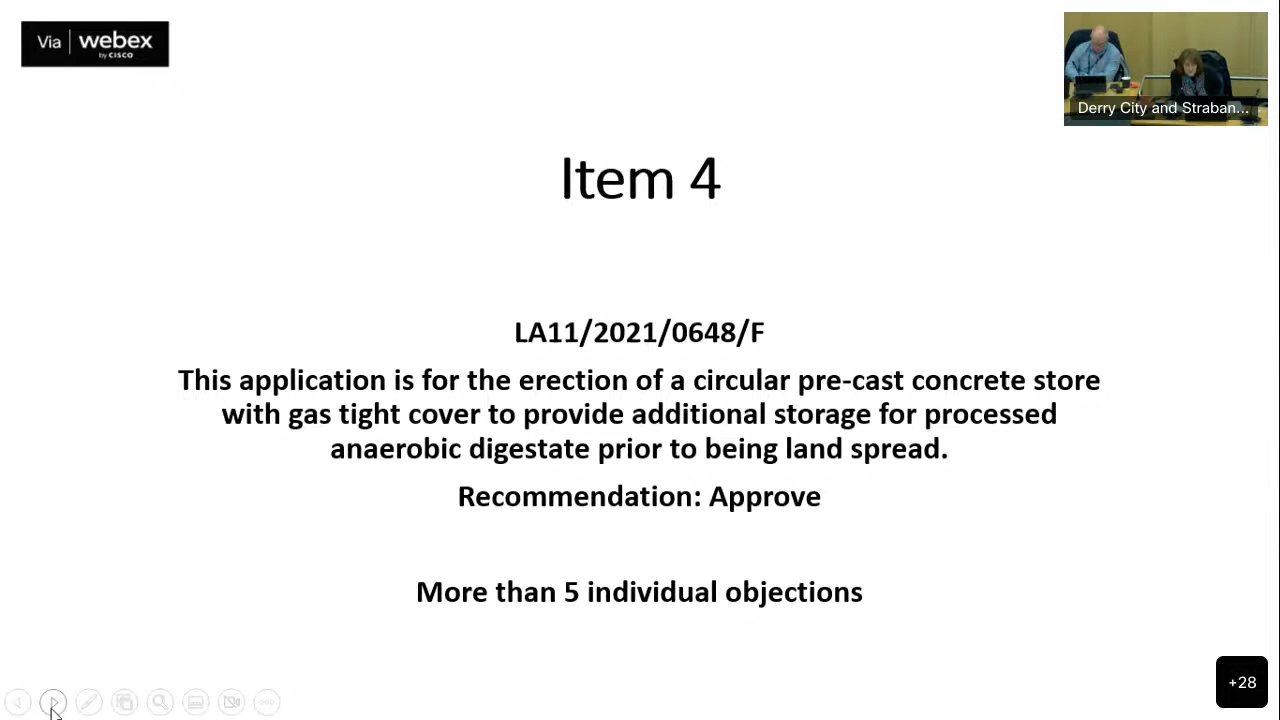 Via | webex
by CISCO
Derry City and Straban...
Item 4
LA11/2021/0648/F
This application is for the erection of a circular pre-cast concrete store
with gas tight cover to provide additional storage for processed
anaerobic digestate prior to being land spread.
Recommendation: Approve
More than 5 individual objections
+28